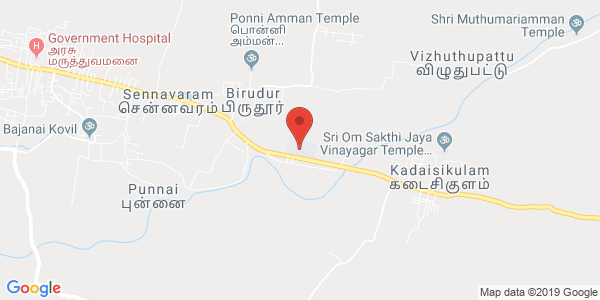 Ponni Amman Temple
பொன்னி
அம்மன் ...
Shri Muthumariamman
Temple
Government Hospital
அரசு
மருத்துவமனை
Vizhuthupattu
விழுதுபட்டு
Sennavaram
சென்னவரம்
Birudur
பிருதூர்
Bajanai Kovil
Sri Om Sakthi Jaya
Vinayagar Temple...
Kadaisikulam
கடைசிகுளம்
Punnai
புன்னை
Google
Map data ©2019 Google